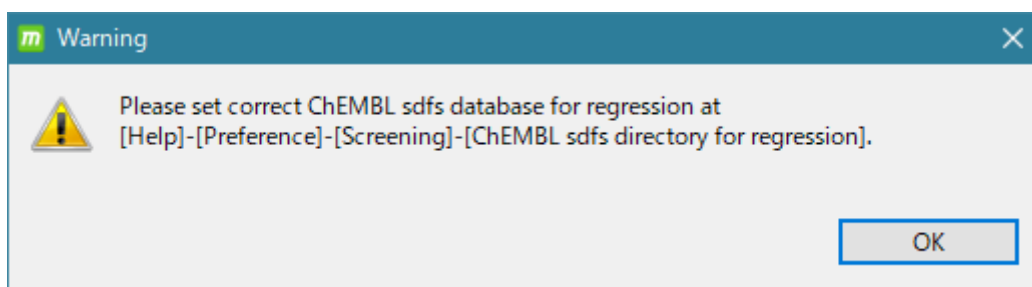 m Warning
Please set correct ChEMBL sdfs database for regression at
[Help]-[Preference]-[Screening]-[ChEMBL sdfs directory for regression].
OK